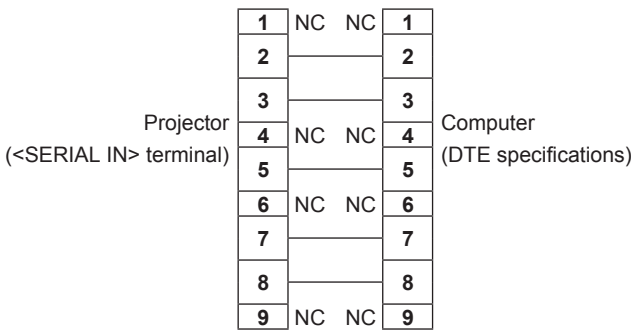 1 NC NC 1
2 2
3 3
Projector
(<SERIAL IN> terminal)
4 NC NC 4
Computer
(DTE specifications)
5 5
6 NC NC 6
7 7
8 8
9 NC NC 9